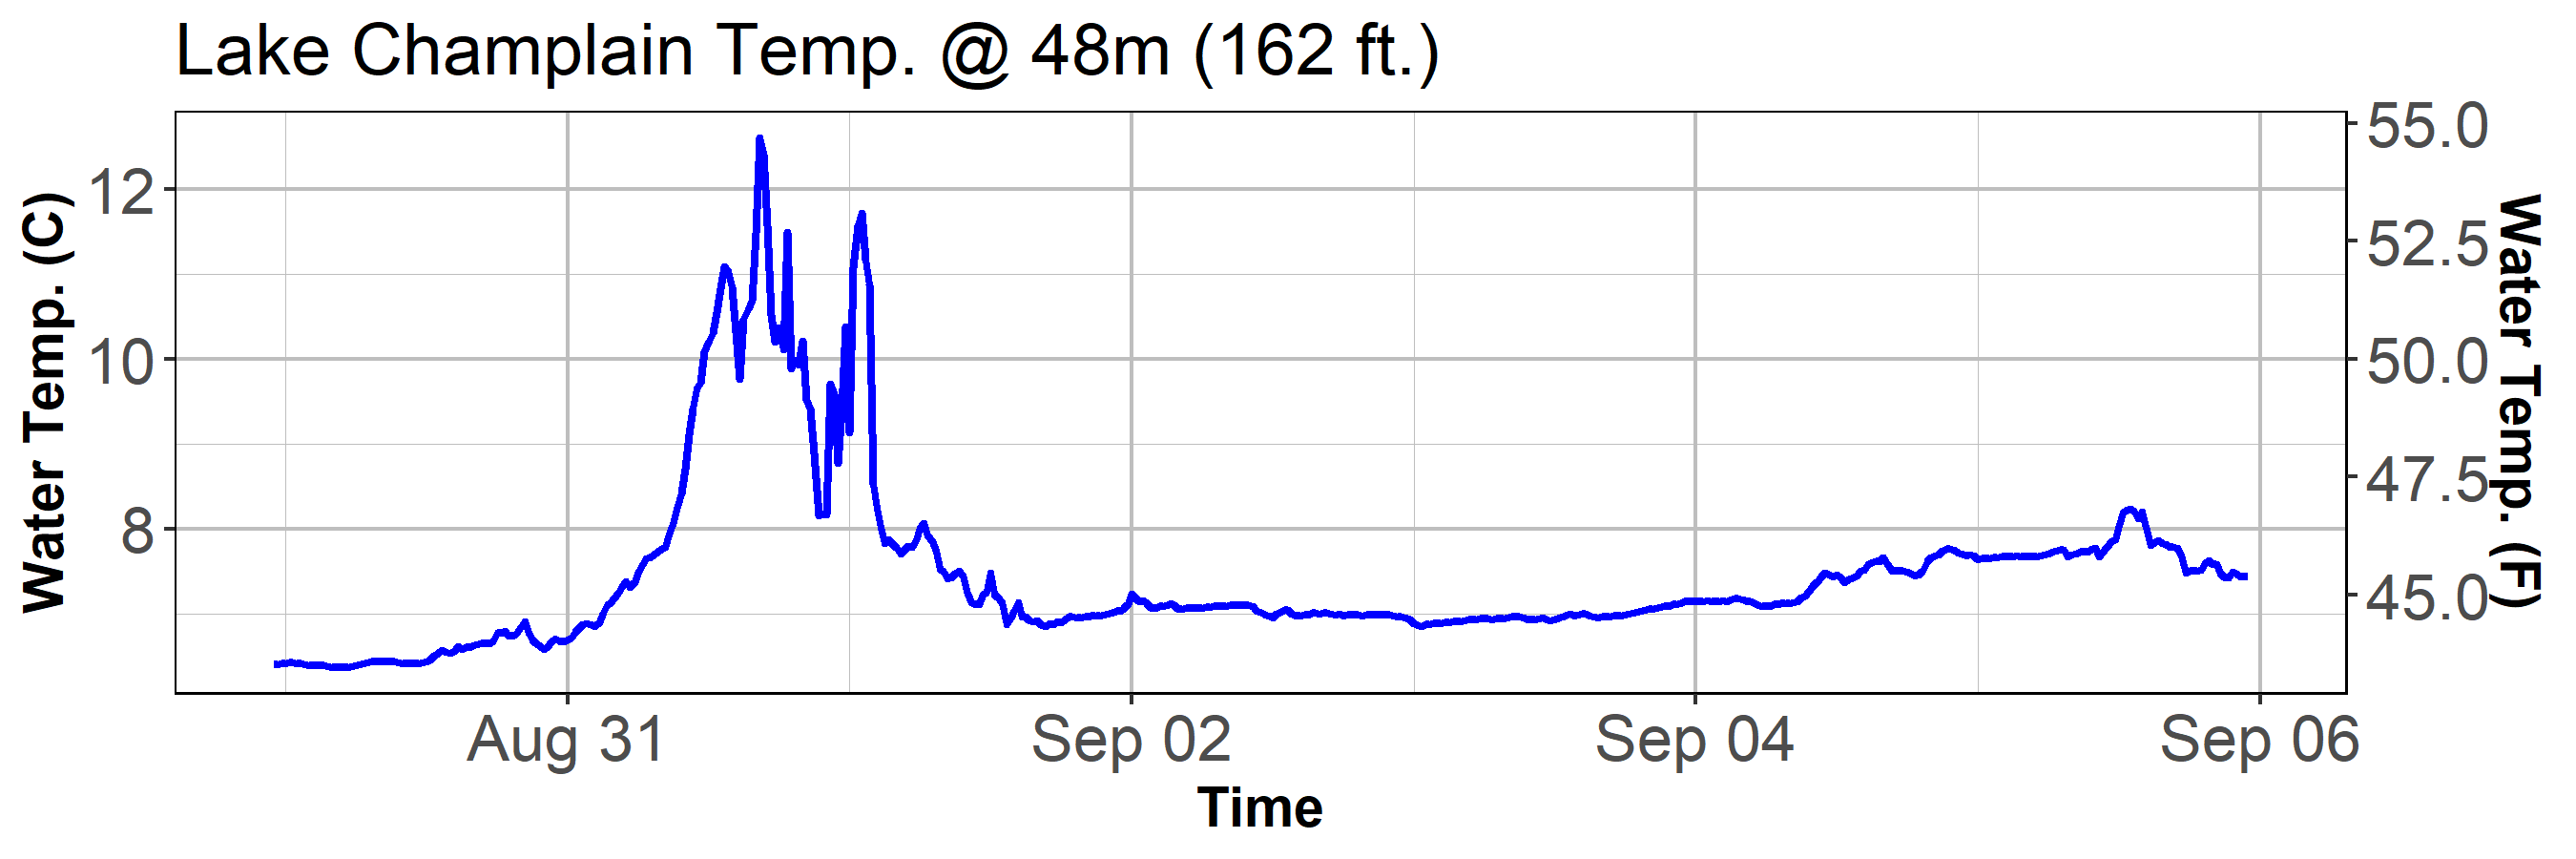 Lake Champlain Temp. @ 48m (162 ft.)
Water Temp. (C)
12
10
8
55.0
52.5
50.0
47.5
45.0
Water Temp. (F)
Aug 31 Sep 02 Sep 04 Sep 06
Time